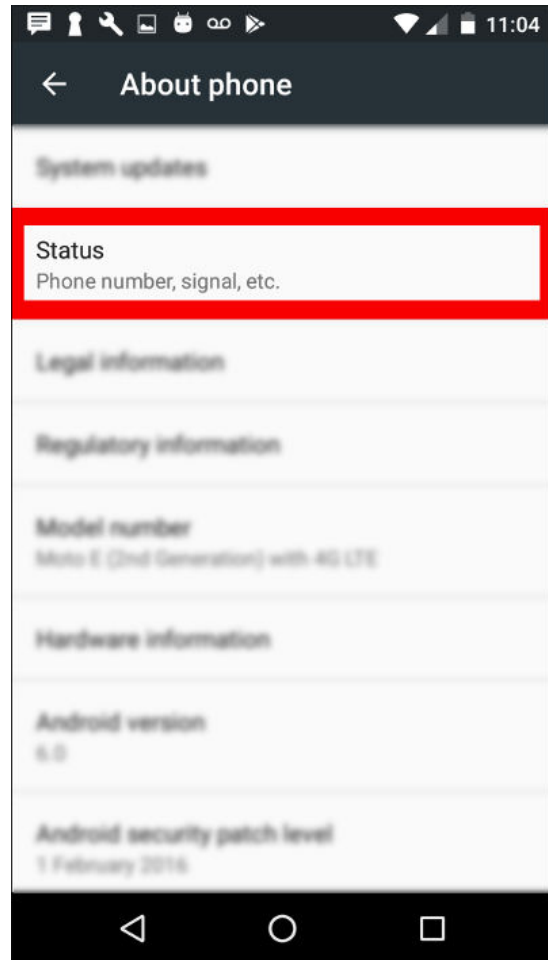 11:04
About phone
System updates
Status
Phone number, signal, etc.
Legal information
Regulatory information
Model number
Moto E (2nd Generation) with 4G LTE
Hardware information
Android version
6.0
Android security patch level
1 February 2016